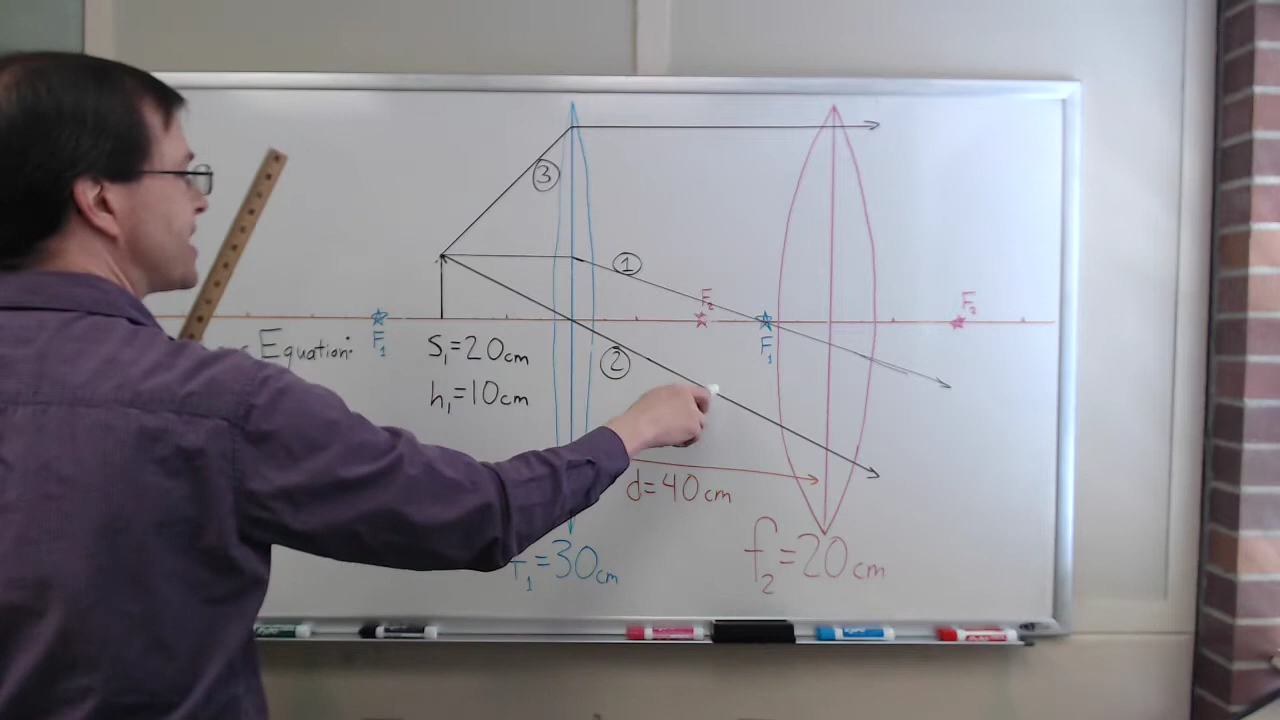 ③
①
F₂
F₂
F₁
F₁
Equation:
S₁=20cm
②
h₁=10cm
d=40cm
f₁=30cm
f₂=20cm